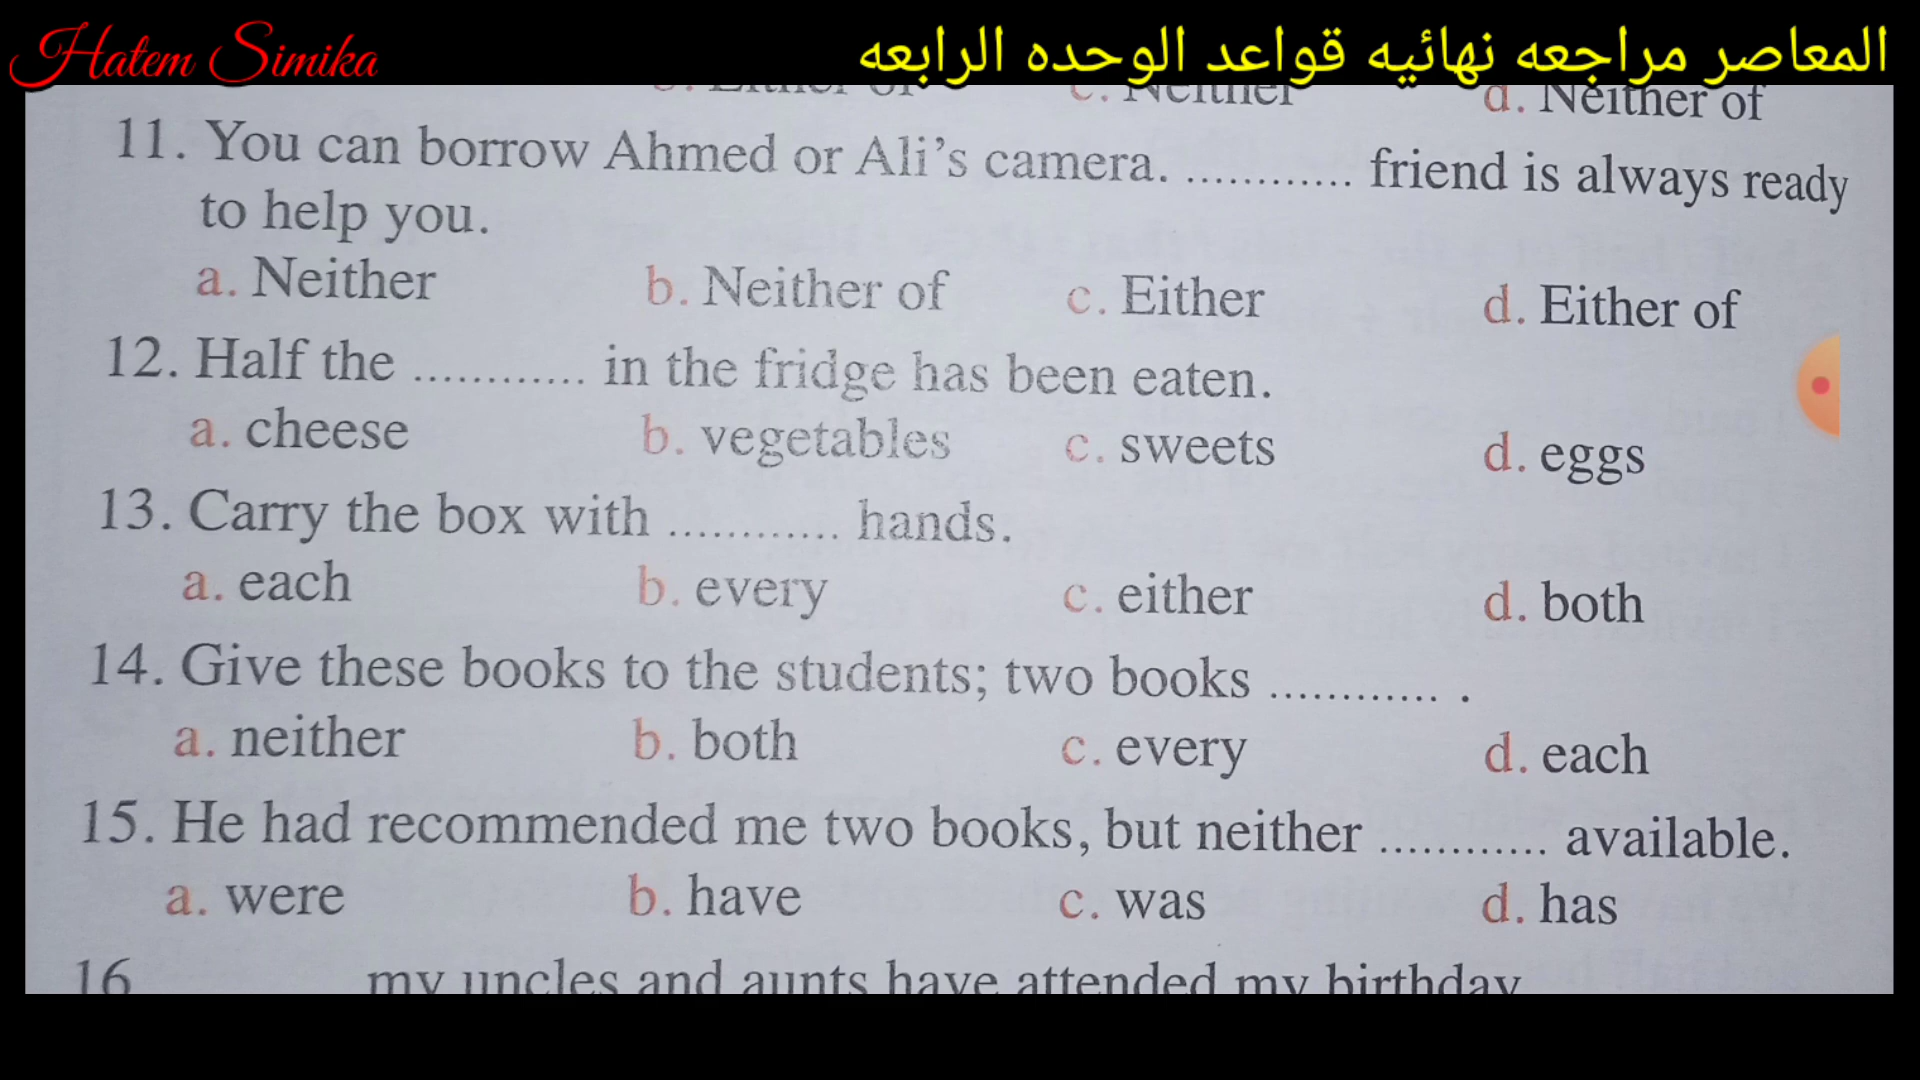 Hatem Simika
المعاصر مراجعه نهائيه قواعد الوحده الرابعه
b. Either of c. Neither d. Neither of
11. You can borrow Ahmed or Ali's camera. ............ friend is always ready
to help you.
a. Neither b. Neither of c. Either d. Either of
12. Half the ............ in the fridge has been eaten.
a. cheese b. vegetables c. sweets d. eggs
13. Carry the box with ............ hands.
a. each b. every c. either d. both
14. Give these books to the students; two books ............ .
a. neither b. both c. every d. each
15. He had recommended me two books, but neither ............ available.
a. were b. have c. was d. has
16 my uncles and aunts have attended my birthday